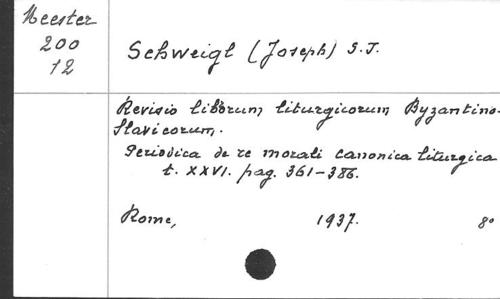 Meester
200
12
Schweigl (Joseph) S.J.
Revisio librorum liturgicorum Byzantino-
Slavicorum.
Periodica de re morali canonica liturgica
t. XXVI. pag. 361-386.
Rome, 1937. 8°